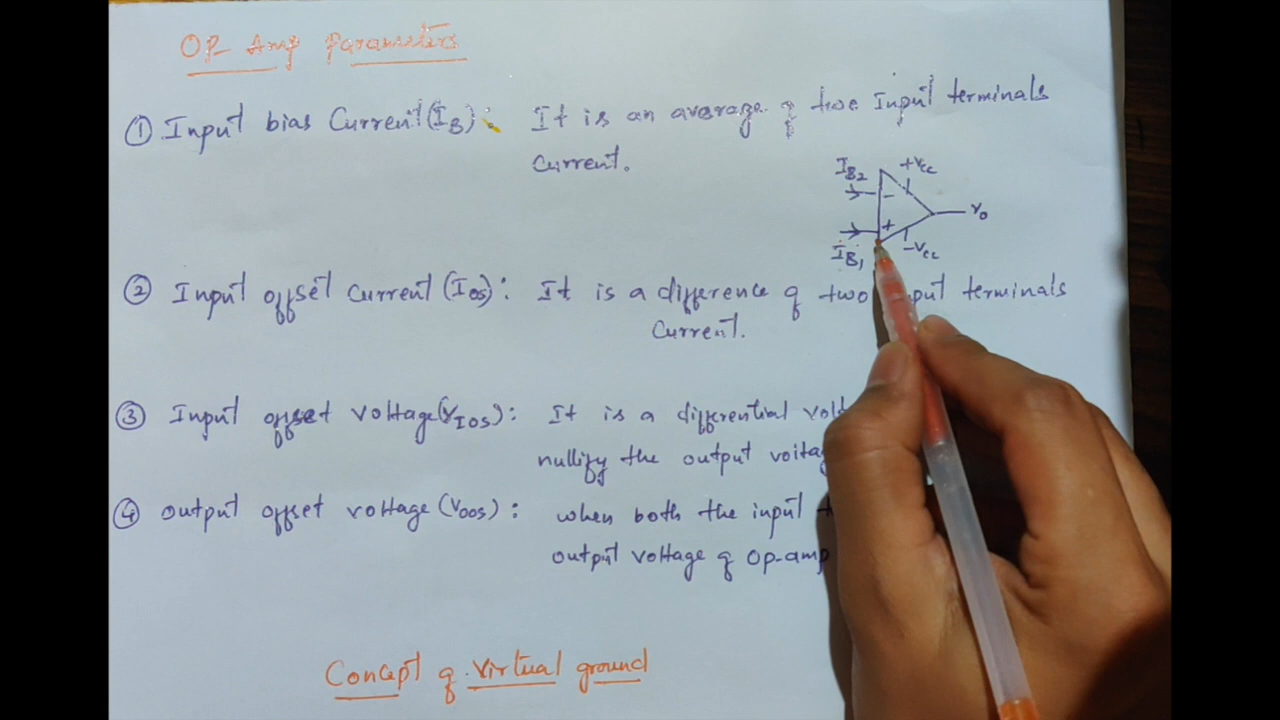 OP Amp Parameters
① Input bias Current (IB): It is an average of two Input terminals
Current.
IB2 +Vcc
- 
+ Vo
IB1 -Vcc
② Input offset Current (IOS): It is a difference of two input terminals
Current.
③ Input offset voltage (VIOS): It is a differential
nullify the output
④ Output offset voltage (VOOS): when both the input
output voltage of Op-amp
Concept of Virtual ground